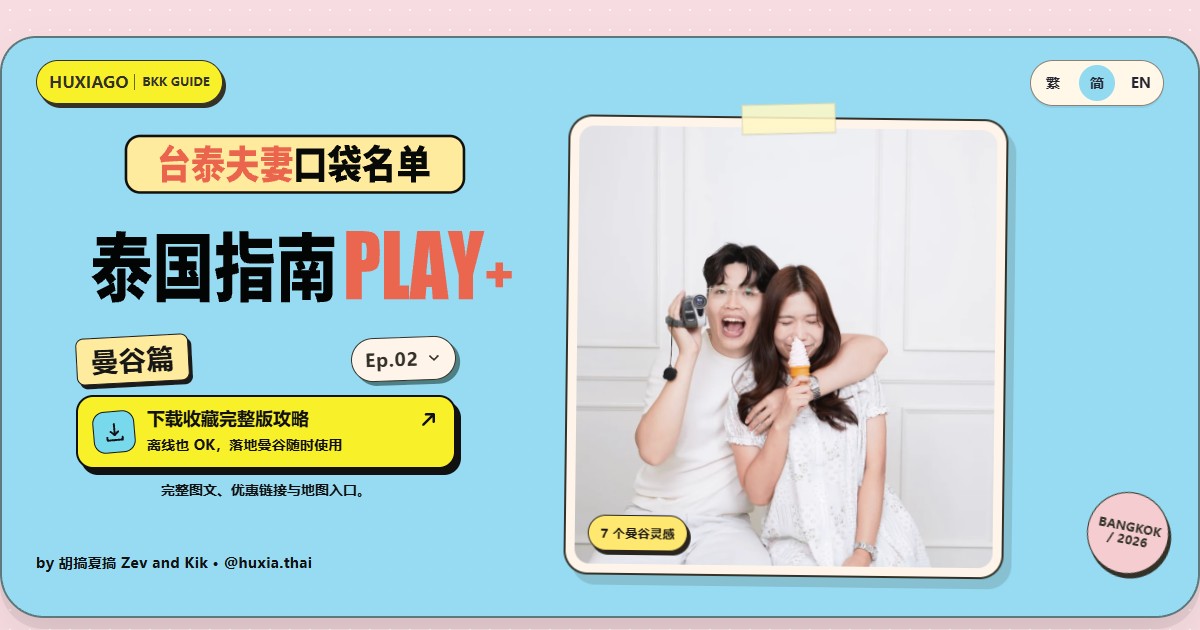 HUXIAGO | BKK GUIDE
繁 简 EN
台泰夫妻口袋名单
泰国指南PLAY+
曼谷篇
Ep.02
下载收藏完整版攻略
离线也 OK，落地曼谷随时使用
完整图文、优惠链接与地图入口。
7 个曼谷灵感
BANGKOK
/ 2026
by 胡搞夏搞 Zev and Kik • @huxia.thai